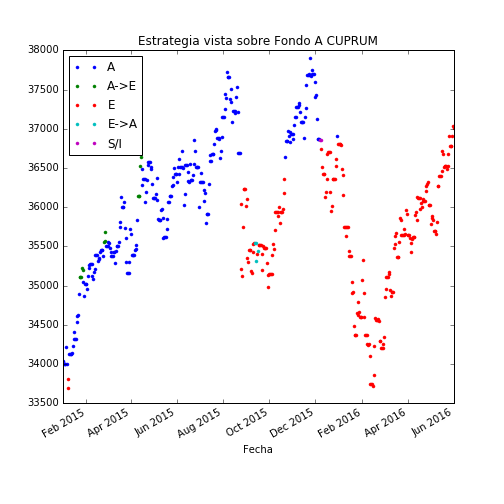 Estrategia vista sobre Fondo A CUPRUM
38000
37500
37000
36500
36000
35500
35000
34500
34000
33500
A
A->E
E
E->A
S/I
Feb 2015
Apr 2015
Jun 2015
Aug 2015
Oct 2015
Dec 2015
Feb 2016
Apr 2016
Jun 2016
Fecha